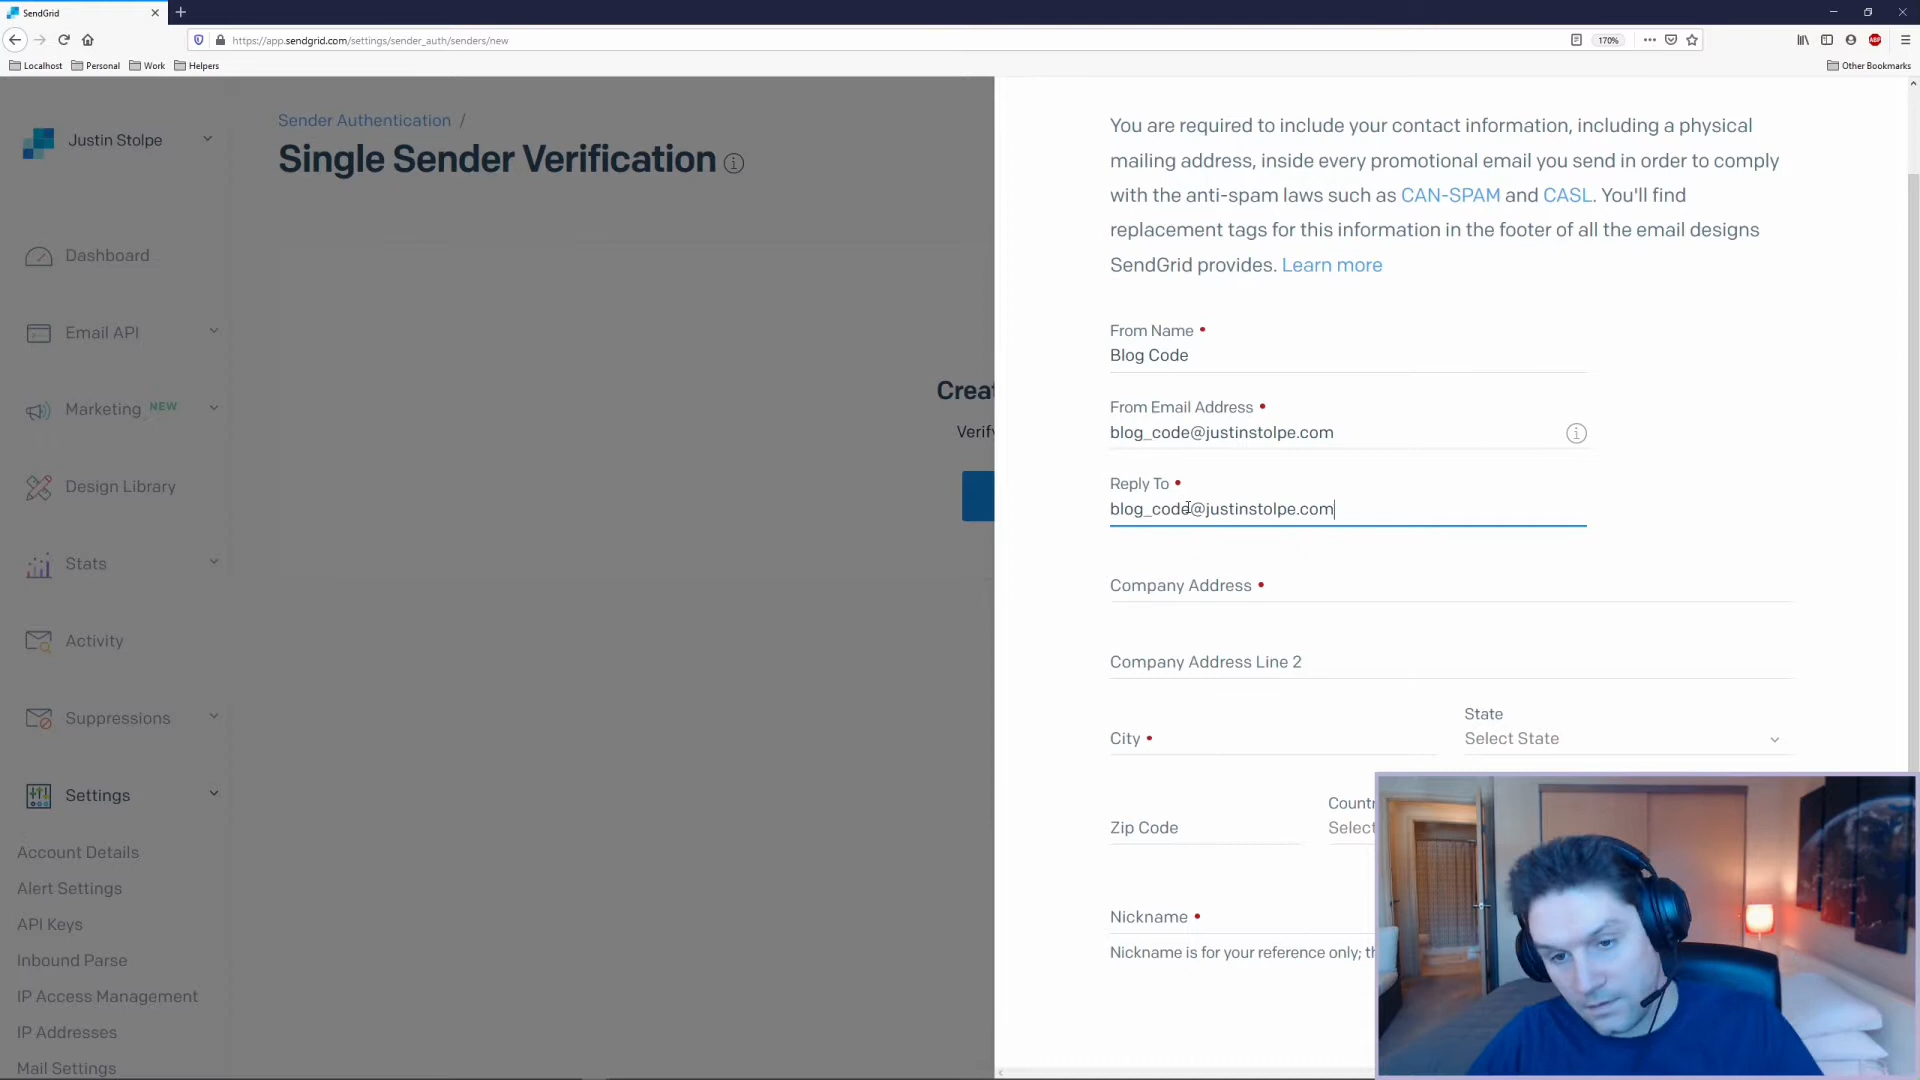 SendGrid
https://app.sendgrid.com/settings/sender_auth/senders/new
170%
ABP
Localhost
Personal
Work
Helpers
Other Bookmarks
Justin Stolpe
Dashboard
Email API
Marketing NEW
Design Library
Stats
Activity
Suppressions
Settings
Account Details
Alert Settings
API Keys
Inbound Parse
IP Access Management
IP Addresses
Mail Settings
Sender Authentication /
Single Sender Verification
You are required to include your contact information, including a physical
mailing address, inside every promotional email you send in order to comply
with the anti-spam laws such as CAN-SPAM and CASL. You'll find
replacement tags for this information in the footer of all the email designs
SendGrid provides. Learn more
From Name •
Blog Code
From Email Address •
blog_code@justinstolpe.com
Reply To •
blog_code@justinstolpe.com
Company Address •
Company Address Line 2
City •
State
Select State
Zip Code
Select
Nickname •
Nickname is for your reference only;